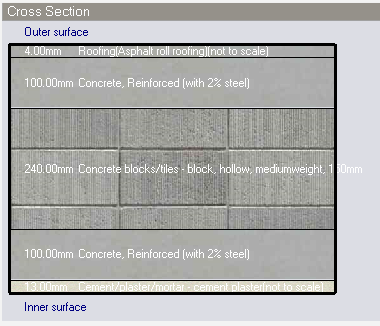 Cross Section
Outer surface
4.00mm Roofing(Asphalt roll roofing)(not to scale)
100.00mm Concrete, Reinforced (with 2% steel)
240.00mm Concrete blocks/tiles - block, hollow, mediumweight, 150mm
100.00mm Concrete, Reinforced (with 2% steel)
13.00mm Cement/plaster/mortar - cement plaster(not to scale)
Inner surface